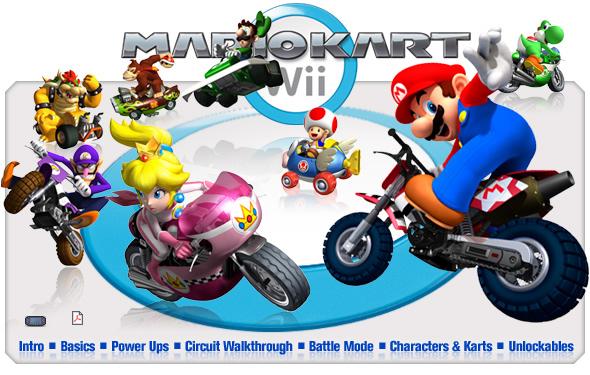 MARIOKART
Wii
Intro ■ Basics ■ Power Ups ■ Circuit Walkthrough ■ Battle Mode ■ Characters & Karts ■ Unlockables